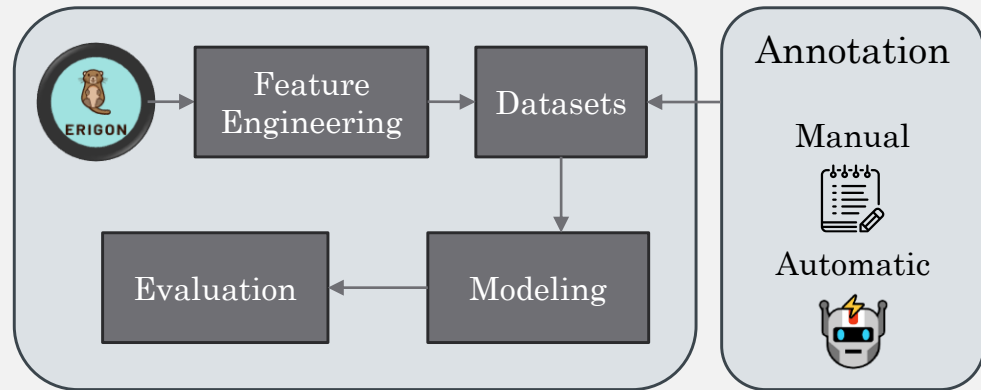 ERIGON
Feature
Engineering
Datasets
Evaluation
Modeling
Annotation
Manual
Automatic